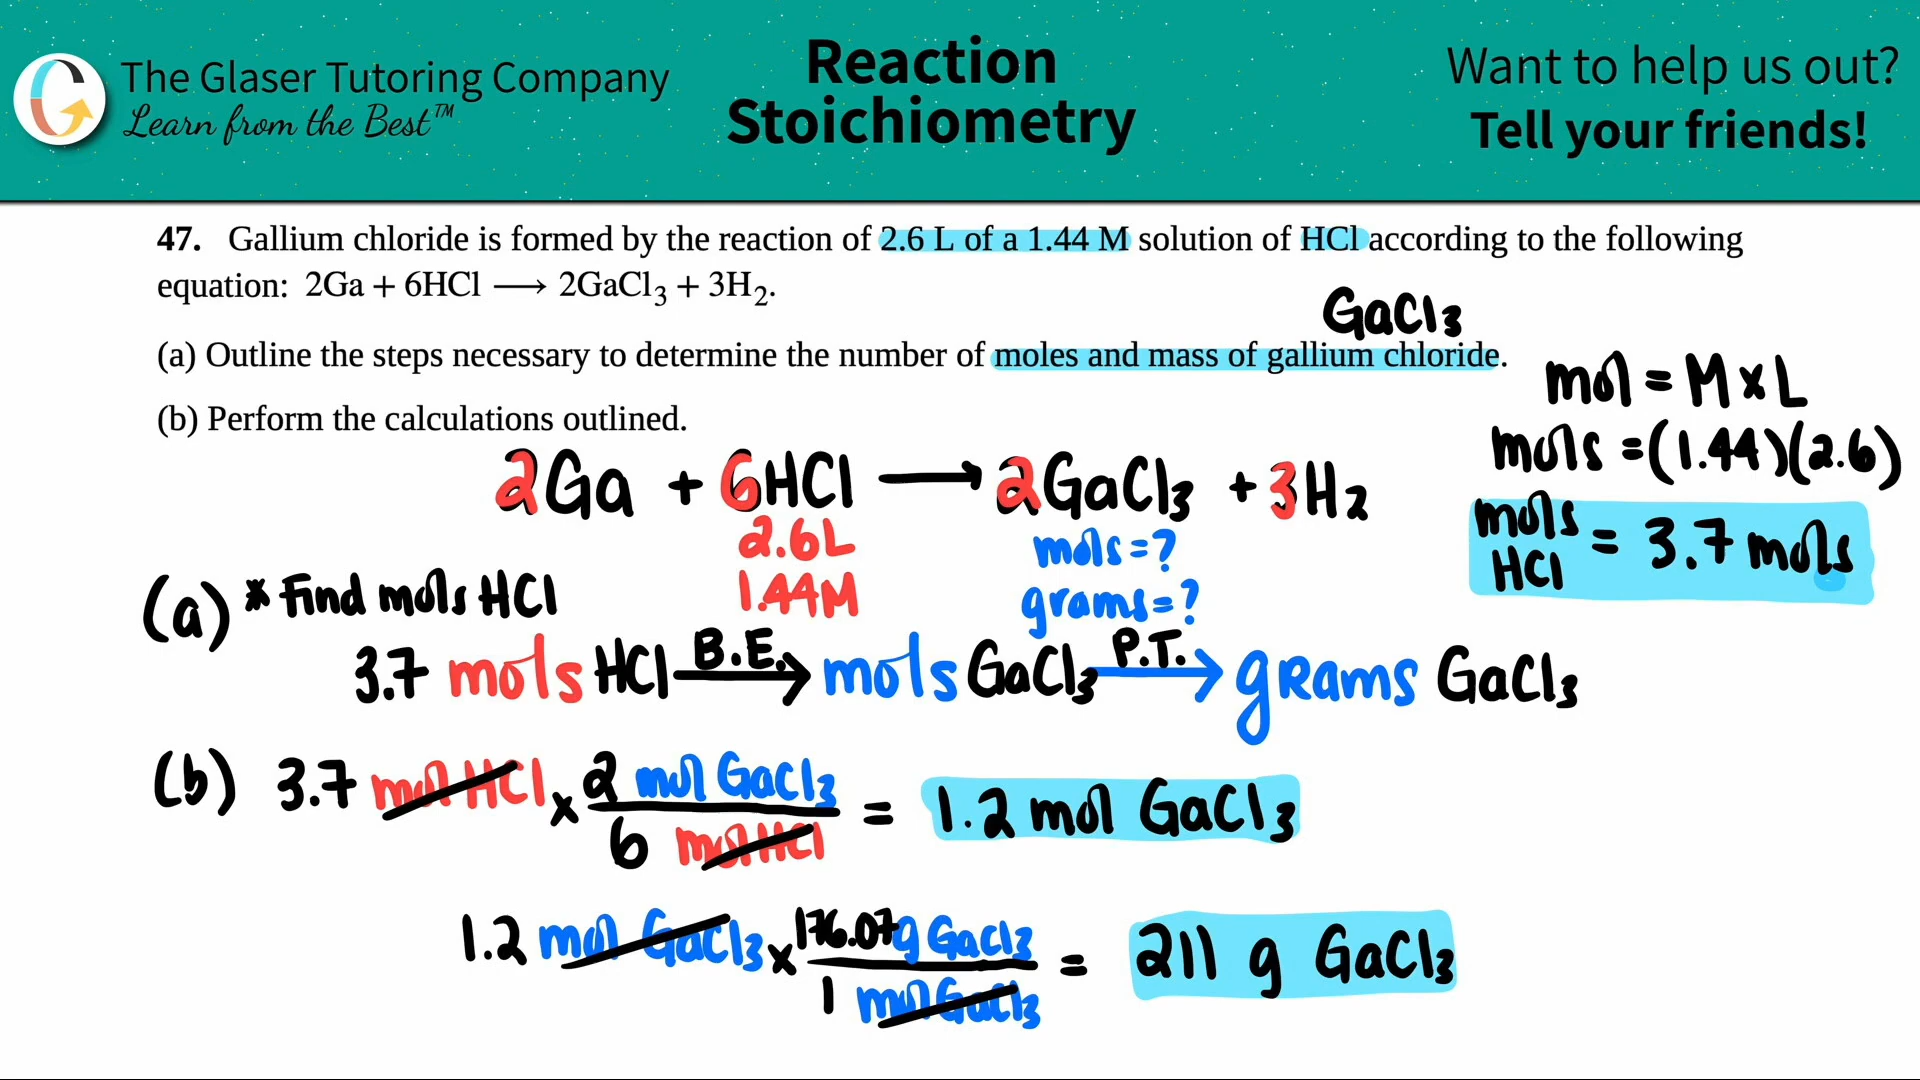 The Glaser Tutoring Company
Learn from the Best™
Reaction
Stoichiometry
Want to help us out?
Tell your friends!
47. Gallium chloride is formed by the reaction of 2.6 L of a 1.44 M solution of HCl according to the following
equation: 2Ga + 6HCl ⟶ 2GaCl₃ + 3H₂.
GaCl₃
(a) Outline the steps necessary to determine the number of moles and mass of gallium chloride.
(b) Perform the calculations outlined.
mol = M x L
mols = (1.44)(2.6)
mols HCl = 3.7 mols
2Ga + 6HCl ⟶ 2GaCl₃ + 3H₂
2.6L
1.44M
mols = ?
grams = ?
(a) * Find mols HCl
3.7 mols HCl B.E. → mols GaCl₃ P.T. → grams GaCl₃
(b) 3.7 mol HCl x 2 mol GaCl₃ / 6 mol HCl = 1.2 mol GaCl₃
1.2 mol GaCl₃ x 176.07g GaCl₃ / 1 mol GaCl₃ = 211 g GaCl₃